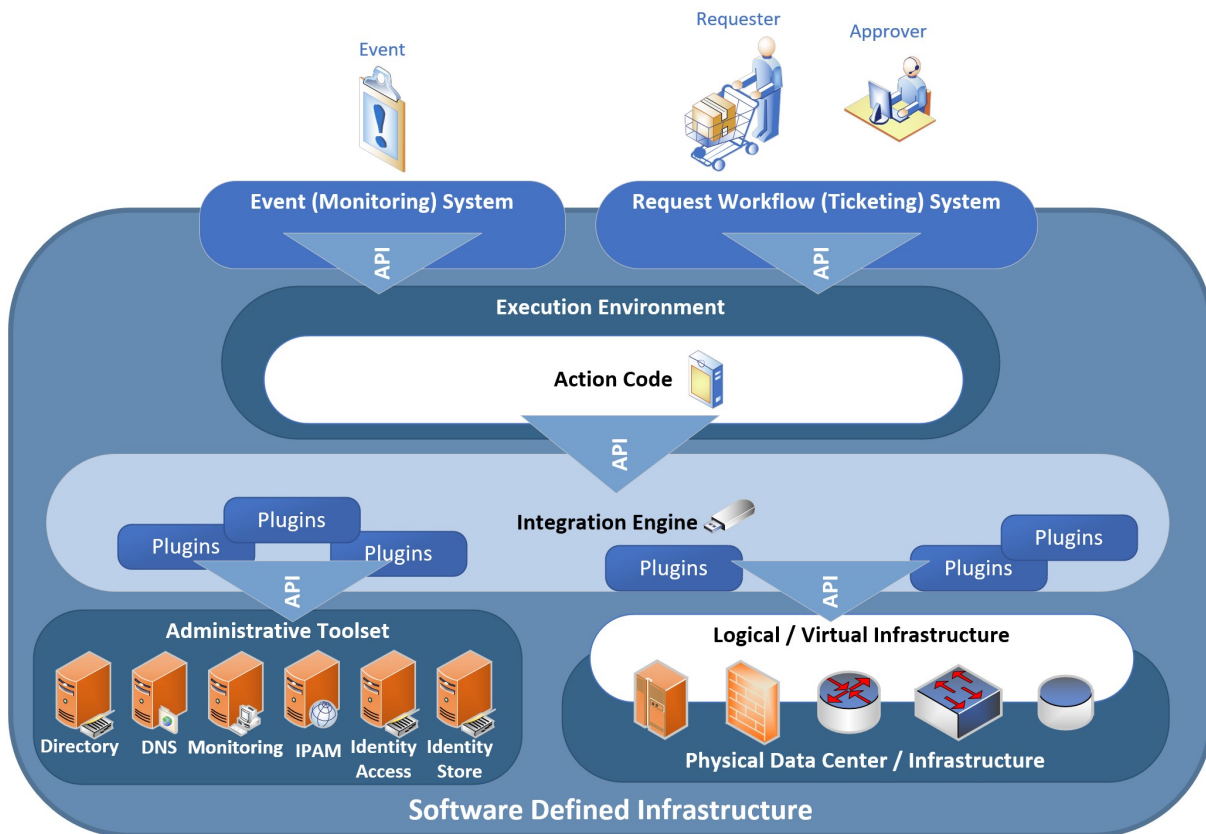 Requester
Event
Approver
Event (Monitoring) System
Request Workflow (Ticketing) System
API
API
Execution Environment
Action Code
API
Plugins
Plugins
Plugins
Integration Engine
Plugins
Plugins
Plugins
API
API
Administrative Toolset
Directory
DNS
Monitoring
IPAM
Identity
Access
Identity
Store
Logical / Virtual Infrastructure
Physical Data Center / Infrastructure
Software Defined Infrastructure